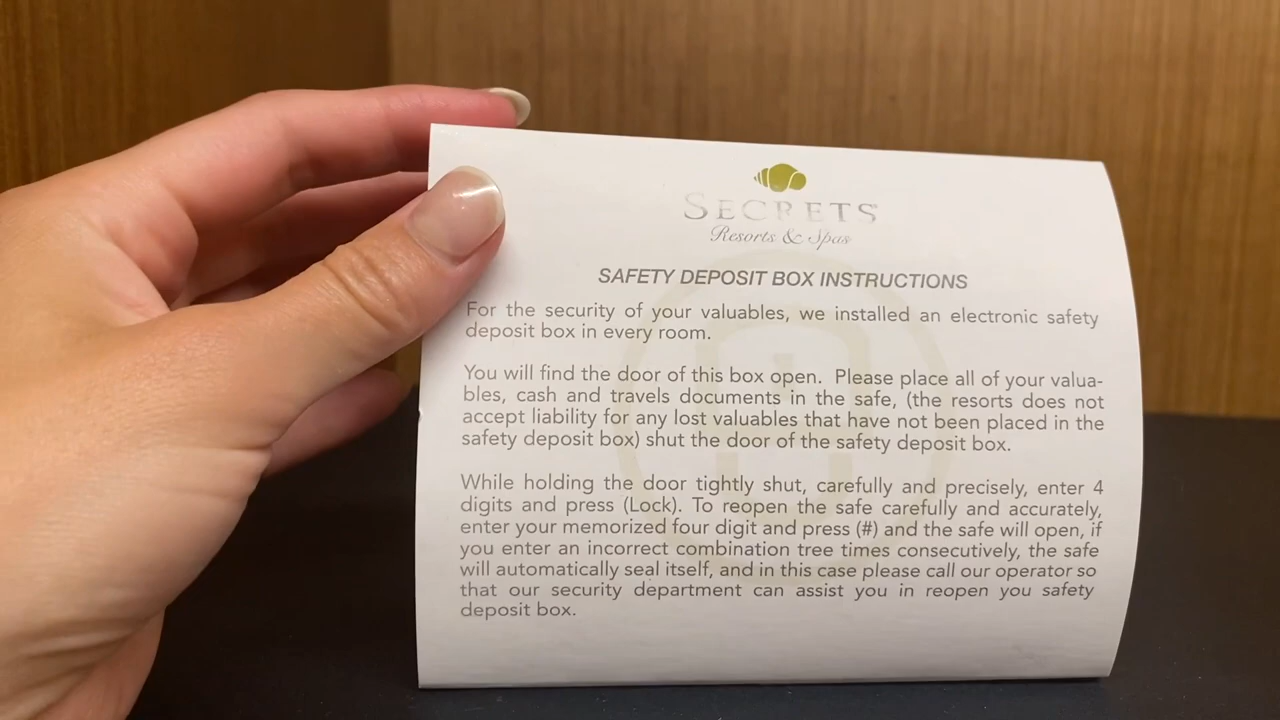 SECRETS
Resorts & Spas
SAFETY DEPOSIT BOX INSTRUCTIONS
For the security of your valuables, we installed an electronic safety
deposit box in every room.
You will find the door of this box open. Please place all of your valua-
bles, cash and travels documents in the safe, (the resorts does not
accept liability for any lost valuables that have not been placed in the
safety deposit box) shut the door of the safety deposit box.
While holding the door tightly shut, carefully and precisely, enter 4
digits and press (Lock). To reopen the safe carefully and accurately,
enter your memorized four digit and press (#) and the safe will open, if
you enter an incorrect combination tree times consecutively, the safe
will automatically seal itself, and in this case please call our operator so
that our security department can assist you in reopen you safety
deposit box.